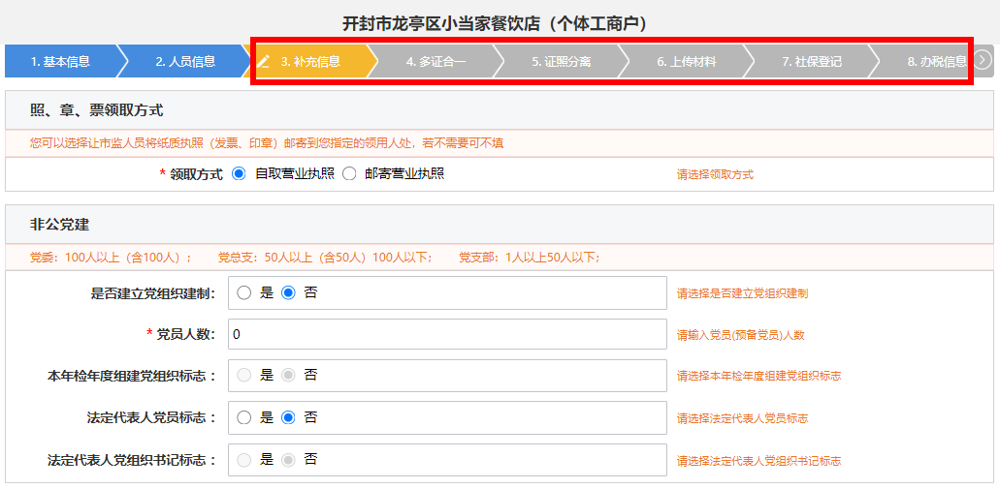 开封市龙亭区小当家餐饮店（个体工商户）
1. 基本信息 2. 人员信息 3. 补充信息 4. 多证合一 5. 证照分离 6. 上传材料 7. 社保登记 8. 办税信息
照、章、票领取方式
您可以选择让市监人员将纸质执照（发票、印章）邮寄到您指定的领用人处，若不需要可不填
* 领取方式 自取营业执照 邮寄营业执照 请选择领取方式
非公党建
党委：100人以上（含100人）； 党总支：50人以上（含50人）100人以下； 党支部：1人以上50人以下；
是否建立党组织建制： 是 否 请选择是否建立党组织建制
* 党员人数： 0 请输入党员(预备党员)人数
本年检年度组建党组织标志： 是 否 请选择本年检年度组建党组织标志
法定代表人党员标志： 是 否 请选择法定代表人党员标志
法定代表人党组织书记标志： 是 否 请选择法定代表人党组织书记标志